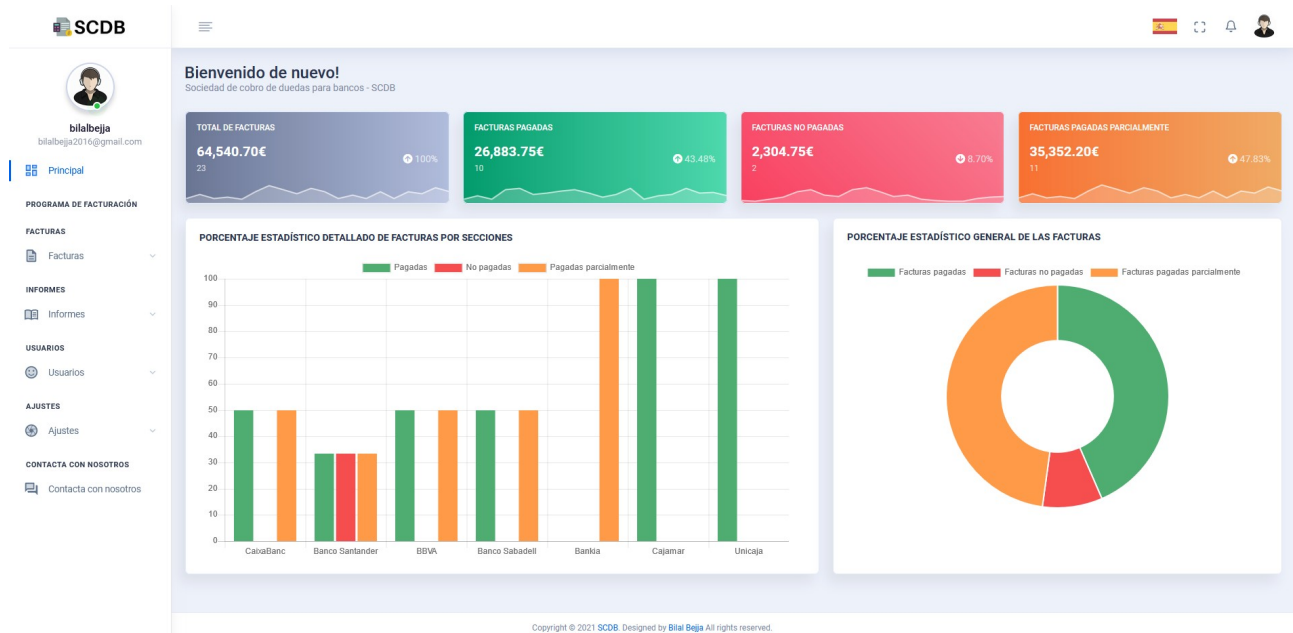 SCDB
bilalbejja
bilalbejja2016@gmail.com
Principal
PROGRAMA DE FACTURACIÓN
FACTURAS
Facturas
INFORMES
Informes
USUARIOS
Usuarios
AJUSTES
Ajustes
CONTACTA CON NOSOTROS
Contacta con nosotros
Bienvenido de nuevo!
Sociedad de cobro de duedas para bancos - SCDB
TOTAL DE FACTURAS
64,540.70€
100%
23
FACTURAS PAGADAS
26,883.75€
43.48%
10
FACTURAS NO PAGADAS
2,304.75€
8.70%
2
FACTURAS PAGADAS PARCIALMENTE
35,352.20€
47.83%
11
PORCENTAJE ESTADÍSTICO DETALLADO DE FACTURAS POR SECCIONES
Pagadas No pagadas Pagadas parcialmente
100
90
80
70
60
50
40
30
20
10
0
CaixaBanc Banco Santander BBVA Banco Sabadell Bankia Cajamar Unicaja
PORCENTAJE ESTADÍSTICO GENERAL DE LAS FACTURAS
Facturas pagadas Facturas no pagadas Facturas pagadas parcialmente
Copyright © 2021 SCDB. Designed by Bilal Bejja All rights reserved.